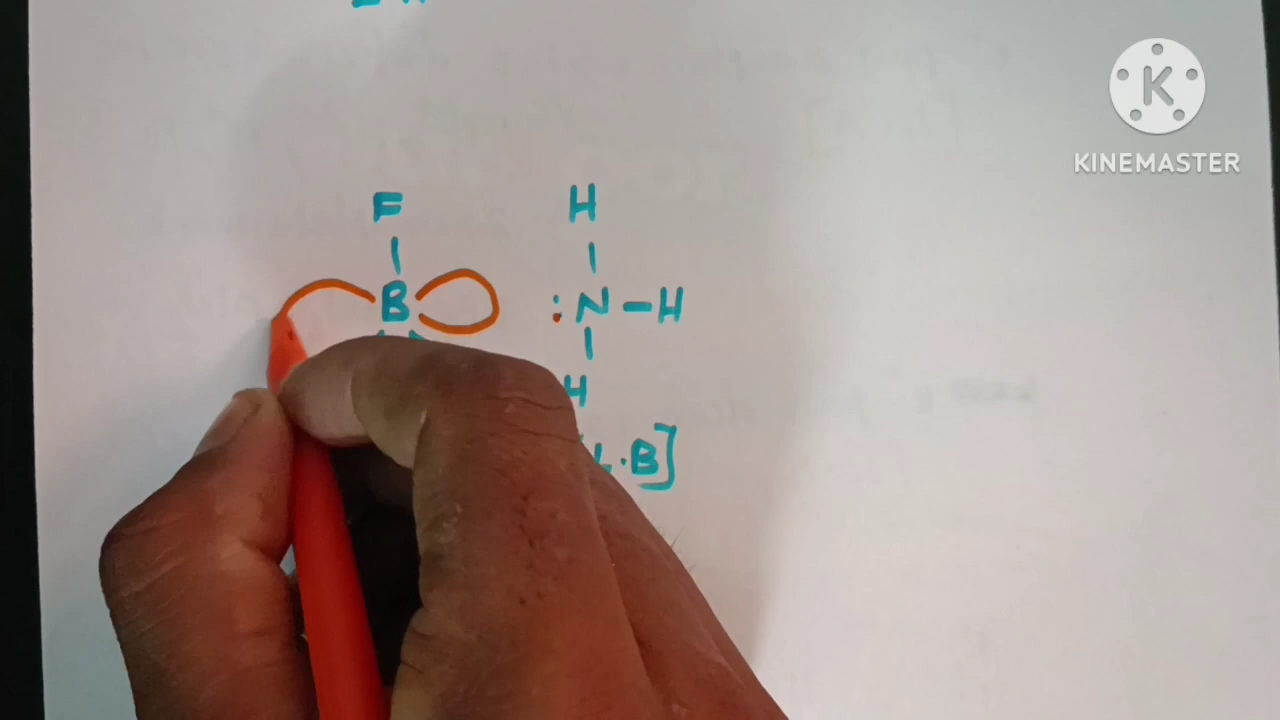 K
KINEMASTER
F H
B :N-H
H
L.B]